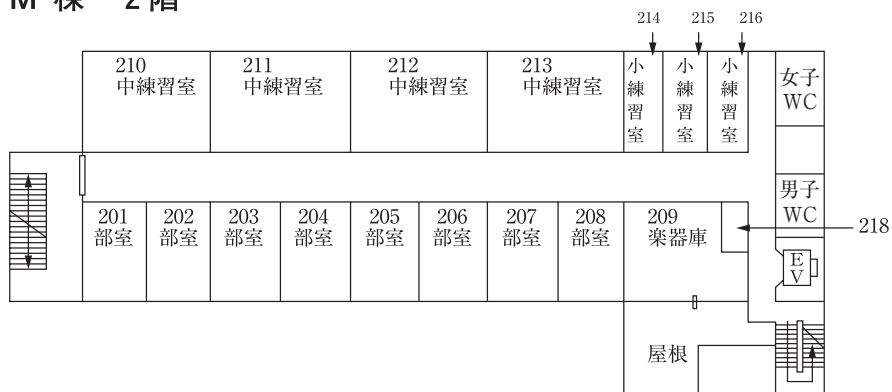 M 棟 2階
214 215 216
210
中練習室
211
中練習室
212
中練習室
213
中練習室
小練習室
小練習室
小練習室
女子
WC
男子
WC
201
部室
202
部室
203
部室
204
部室
205
部室
206
部室
207
部室
208
部室
209
楽器庫
218
EV
屋根